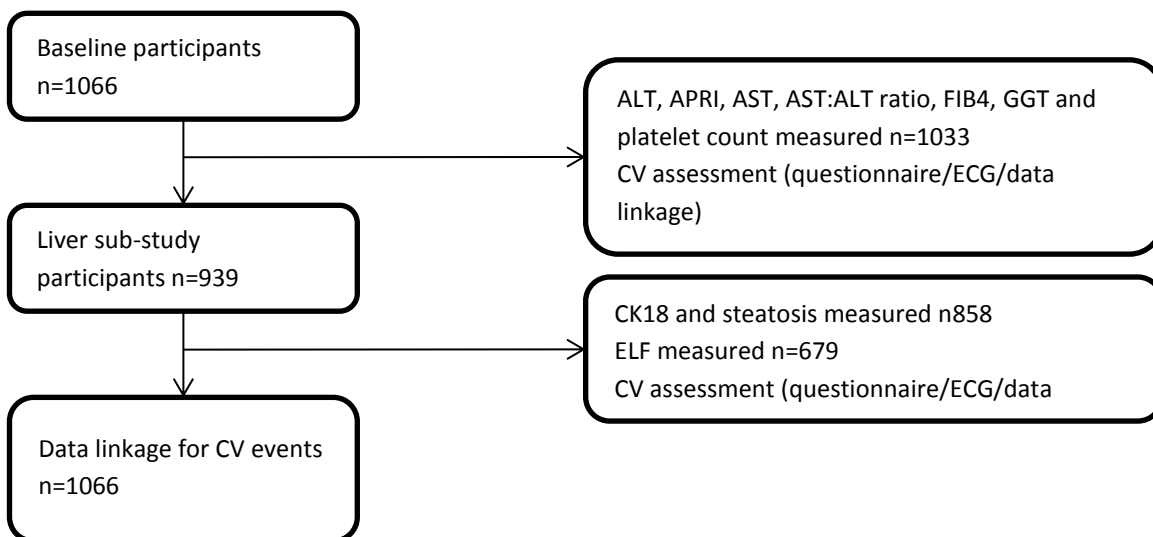 Baseline participants
n=1066
ALT, APRI, AST, AST:ALT ratio, FIB4, GGT and
platelet count measured n=1033
CV assessment (questionnaire/ECG/data
linkage)
Liver sub-study
participants n=939
CK18 and steatosis measured n858
ELF measured n=679
CV assessment (questionnaire/ECG/data
Data linkage for CV events
n=1066